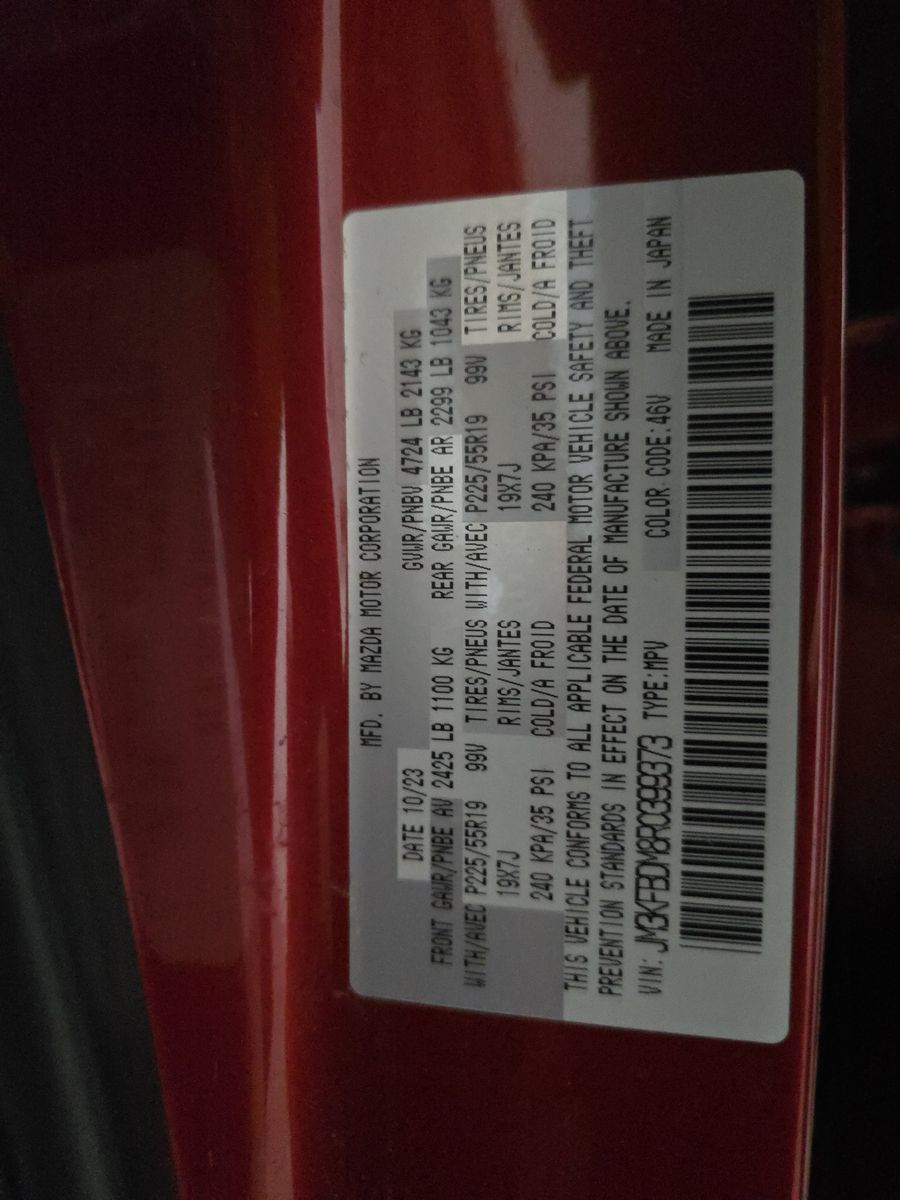 MFD. BY MAZDA MOTOR CORPORATION
DATE 10/23 GVWR/PNBV 4724 LB 2143 KG
FRONT GAWR/PNBE AV 2425 LB 1100 KG REAR GAWR/PNBE AR 2299 LB 1043 KG
WITH/AVEC P225/55R19 99V TIRES/PNEUS WITH/AVEC P225/55R19 99V TIRES/PNEUS
19X7J RIMS/JANTES 19X7J RIMS/JANTES
240 KPA/35 PSI COLD/A FROID 240 KPA/35 PSI COLD/A FROID
THIS VEHICLE CONFORMS TO ALL APPLICABLE FEDERAL MOTOR VEHICLE SAFETY AND THEFT
PREVENTION STANDARDS IN EFFECT ON THE DATE OF MANUFACTURE SHOWN ABOVE.
VIN: JM3KFBDM8R0399373 TYPE:MPV COLOR CODE:46V MADE IN JAPAN